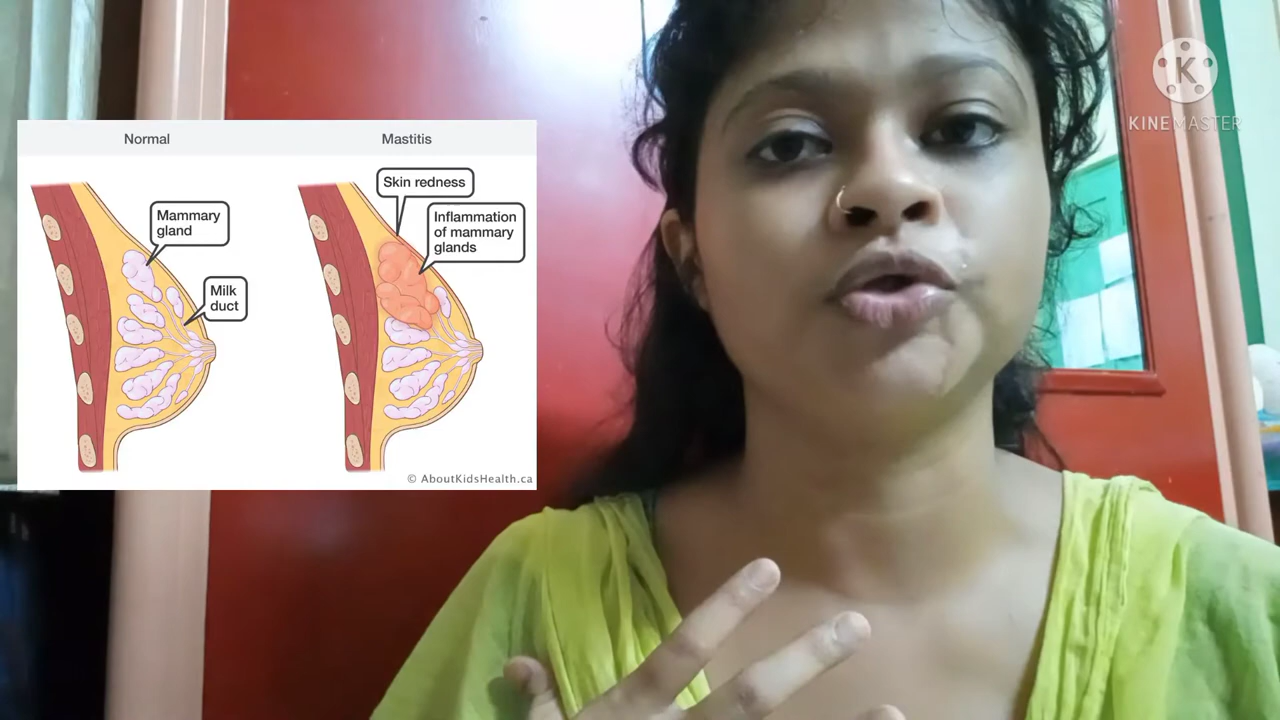 Normal
Mastitis
Skin redness
Mammary
gland
Inflammation
of mammary
glands
Milk
duct
© AboutKidsHealth.ca
K
KINEMASTER